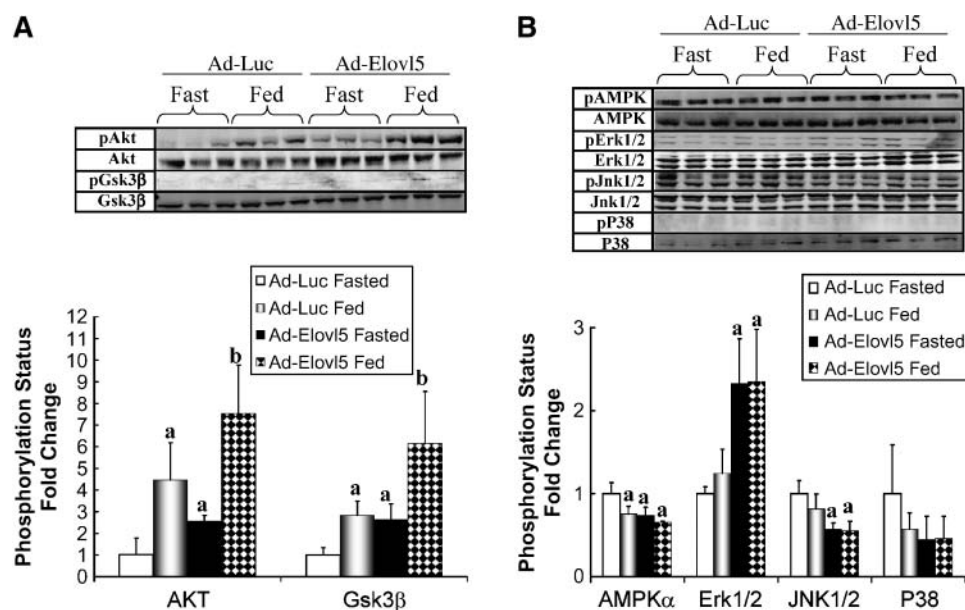 A
Ad-Luc Ad-Elovl5
Fast Fed Fast Fed
pAkt
Akt
pGsk3β
Gsk3β
Ad-Luc Fasted
Ad-Luc Fed
Ad-Elovl5 Fasted
Ad-Elovl5 Fed
Phosphorylation Status
Fold Change
12
11
10
9
8
7
6
5
4
3
2
1
0
a
a
b
a
a
b
AKT Gsk3β
B
Ad-Luc Ad-Elovl5
Fast Fed Fast Fed
pAMPK
AMPK
pErk1/2
Erk1/2
pJnk1/2
Jnk1/2
pP38
P38
Ad-Luc Fasted
Ad-Luc Fed
Ad-Elovl5 Fasted
Ad-Elovl5 Fed
Phosphorylation Status
Fold Change
3
2
1
0
a a a
a a
a a
AMPKα Erk1/2 JNK1/2 P38